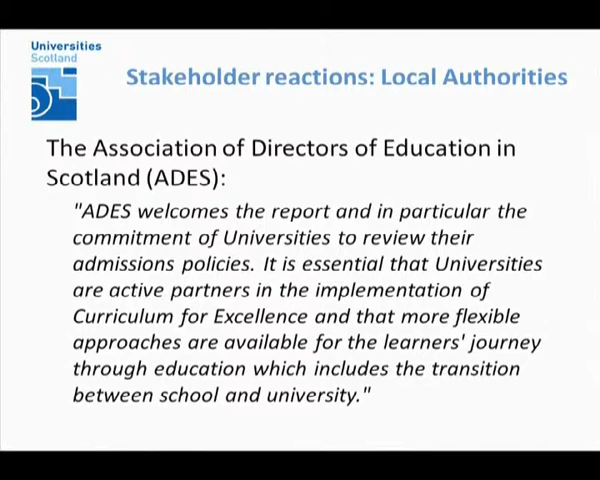 Universities
Scotland
Stakeholder reactions: Local Authorities
The Association of Directors of Education in
Scotland (ADES):
"ADES welcomes the report and in particular the
commitment of Universities to review their
admissions policies. It is essential that Universities
are active partners in the implementation of
Curriculum for Excellence and that more flexible
approaches are available for the learners' journey
through education which includes the transition
between school and university."